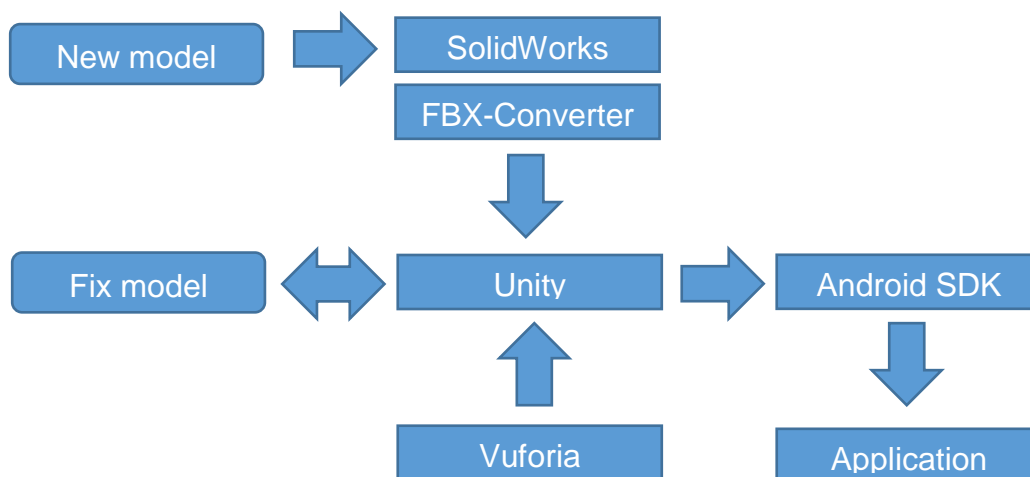 New model
SolidWorks
FBX-Converter
Fix model
Unity
Android SDK
Vuforia
Application